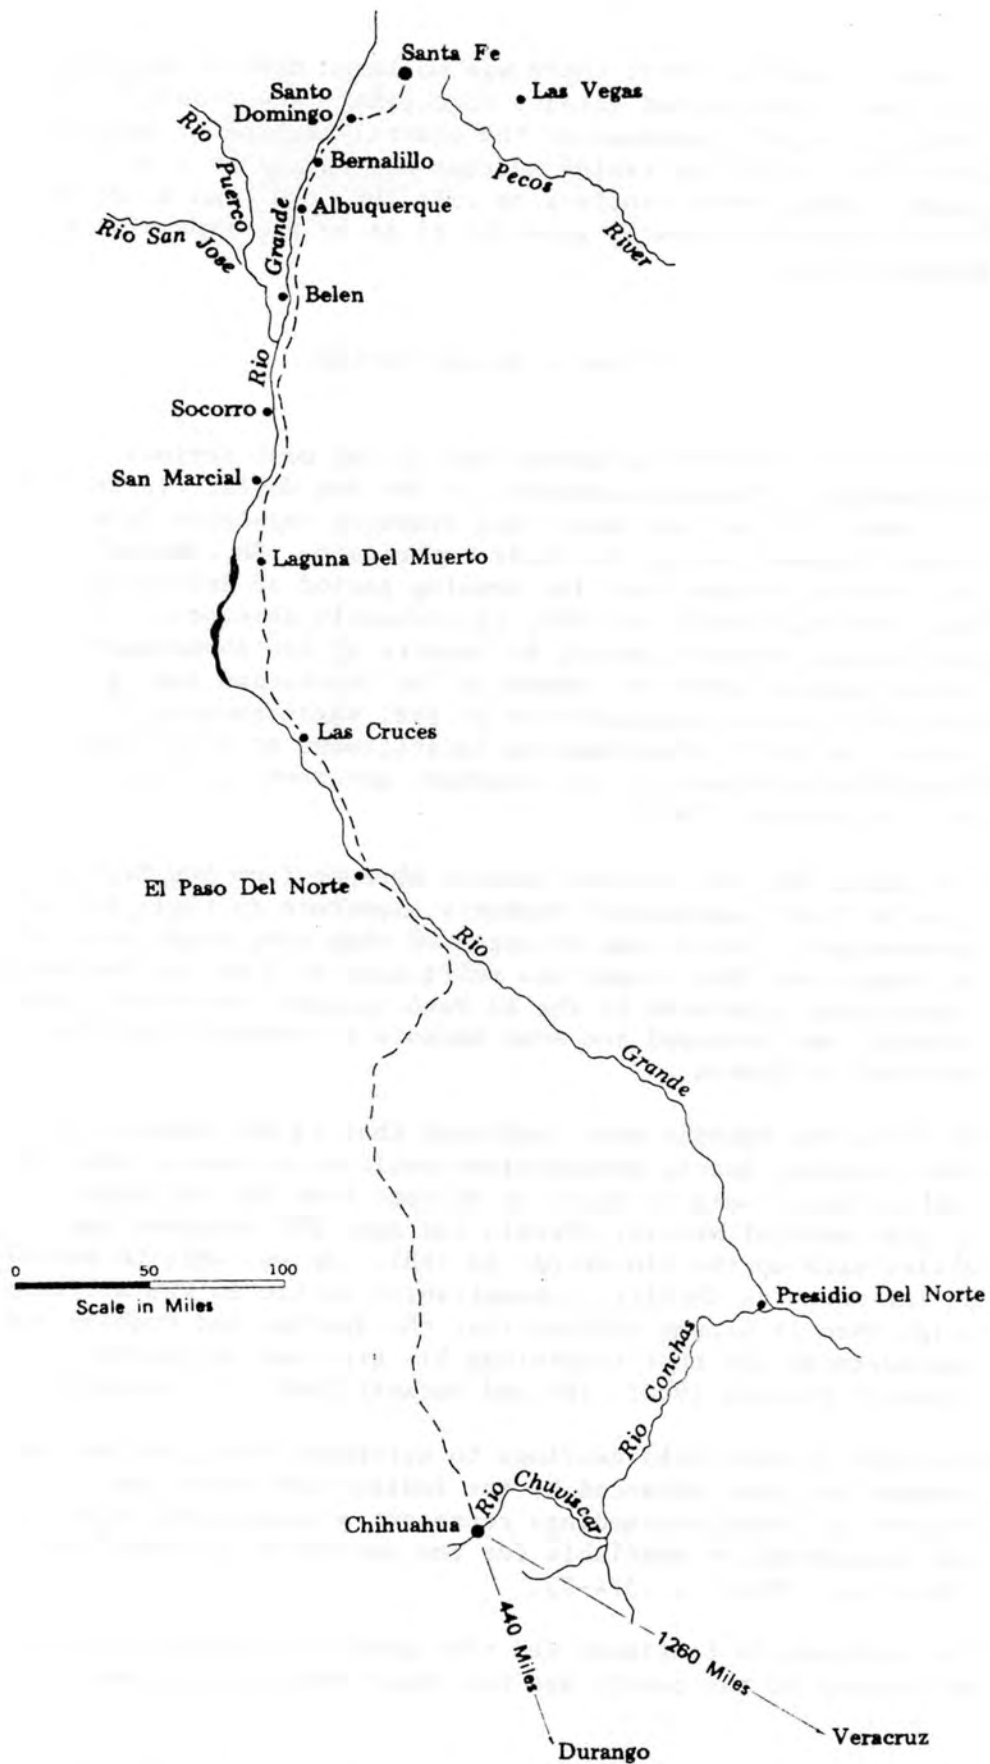 Santa Fe
Santo
Domingo
Las Vegas
Rio
Puerco
Bernalillo
Pecos
River
Albuquerque
Rio San Jose
Grande
Belen
Rio
Socorro
San Marcial
Laguna Del Muerto
Las Cruces
El Paso Del Norte
Rio
Grande
0 50 100
Scale in Miles
Presidio Del Norte
Rio Conchas
Rio Chuviscar
Chihuahua
440 Miles
1260 Miles
Veracruz
Durango